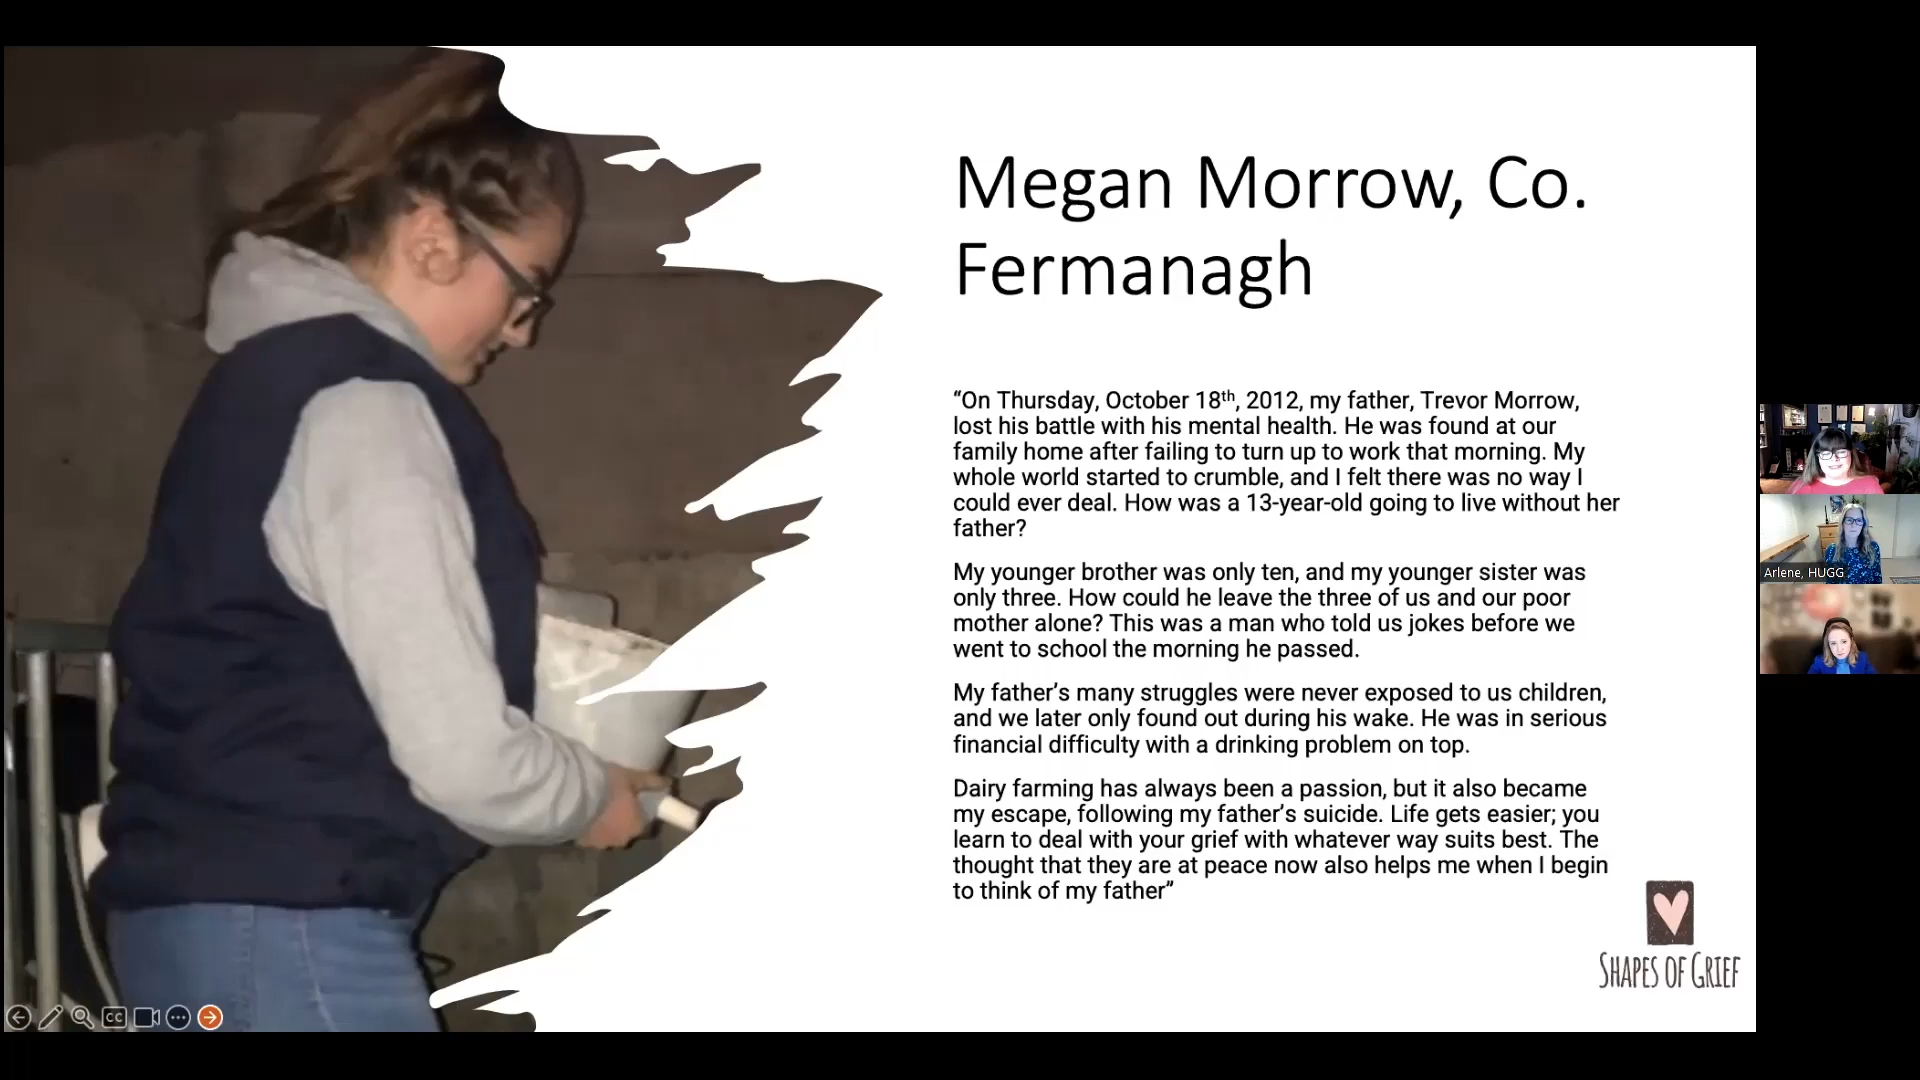 Megan Morrow, Co.
Fermanagh
“On Thursday, October 18th, 2012, my father, Trevor Morrow,
lost his battle with his mental health. He was found at our
family home after failing to turn up to work that morning. My
whole world started to crumble, and I felt there was no way I
could ever deal. How was a 13-year-old going to live without her
father?
My younger brother was only ten, and my younger sister was
only three. How could he leave the three of us and our poor
mother alone? This was a man who told us jokes before we
went to school the morning he passed.
My father’s many struggles were never exposed to us children,
and we later only found out during his wake. He was in serious
financial difficulty with a drinking problem on top.
Dairy farming has always been a passion, but it also became
my escape, following my father’s suicide. Life gets easier; you
learn to deal with your grief with whatever way suits best. The
thought that they are at peace now also helps me when I begin
to think of my father”
SHAPES OF GRIEF
Arlene, HUGG
CC